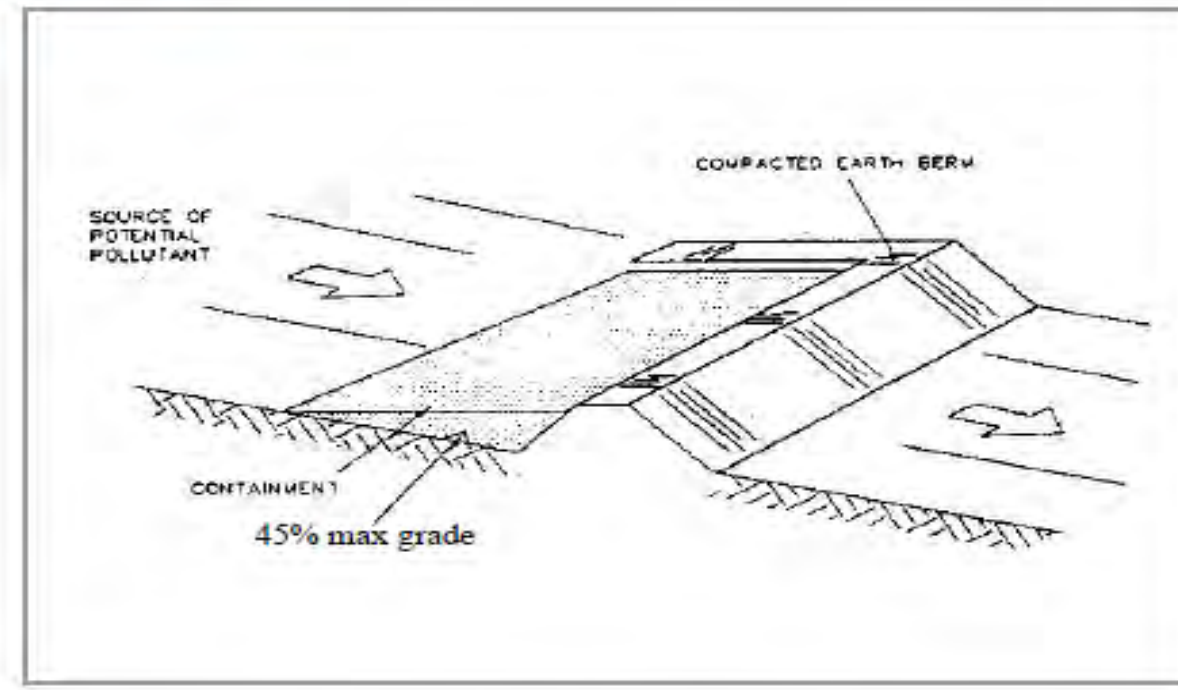 COMPACTED EARTH BERM
SOURCE OF
POTENTIAL
POLLUTANT
CONTAINMENT
45% max grade